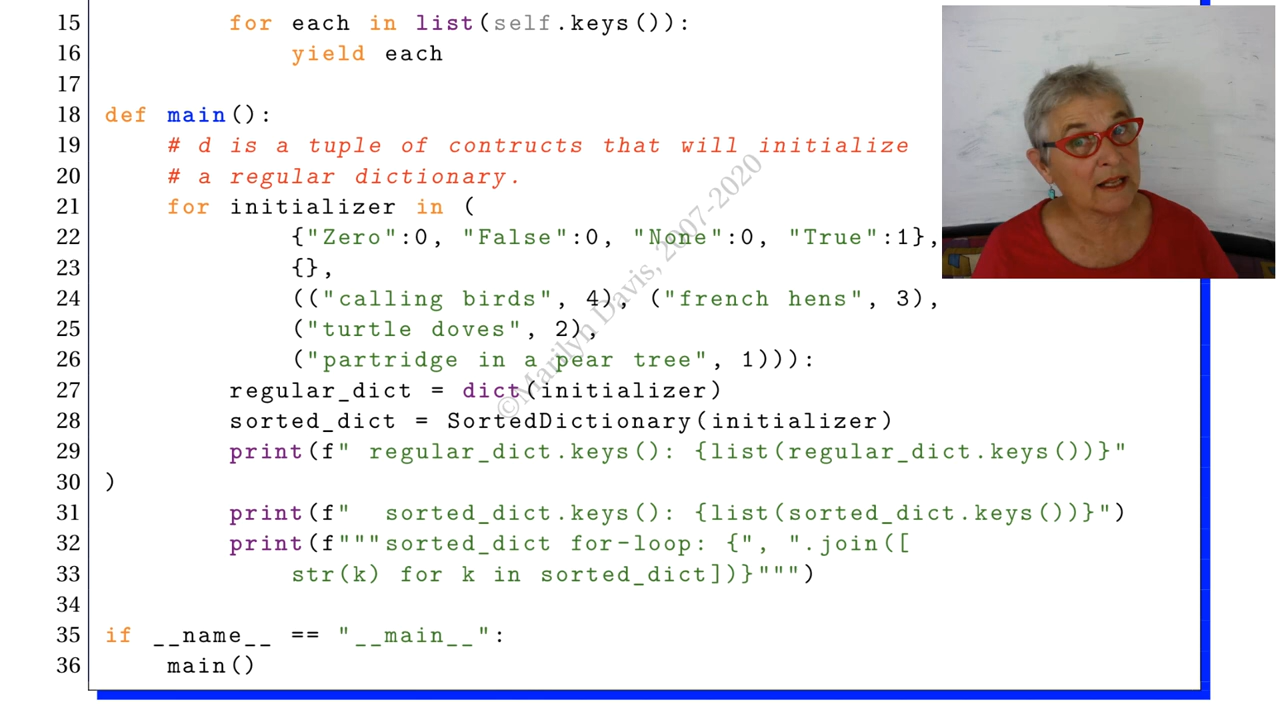 15 for each in list(self.keys()):
16 yield each
17
18 def main():
19 # d is a tuple of contructs that will initialize
20 # a regular dictionary.
21 for initializer in (
22 {"Zero":0, "False":0, "None":0, "True":1},
23 {},
24 (("calling birds", 4), ("french hens", 3),
25 ("turtle doves", 2),
26 ("partridge in a pear tree", 1))):
27 regular_dict = dict(initializer)
28 sorted_dict = SortedDictionary(initializer)
29 print(f" regular_dict.keys(): {list(regular_dict.keys())}"
30 )
31 print(f"  sorted_dict.keys(): {list(sorted_dict.keys())}")
32 print(f"""sorted_dict for-loop: {", ".join([
33 str(k) for k in sorted_dict])}""")
34
35 if __name__ == "__main__":
36 main()
©Marilyn Davis, 2007-2020